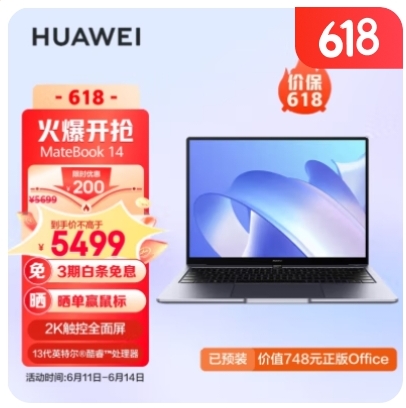 HUAWEI
618
价保
618
618
火爆开抢
MateBook 14
限时优惠
¥ 200
¥5699
到手价不高于
¥ 5499
免 3期白条免息
晒 晒单赢鼠标
2K触控全面屏
13代英特尔®酷睿™处理器
活动时间:6月11日-6月14日
已预装 价值748元正版Office